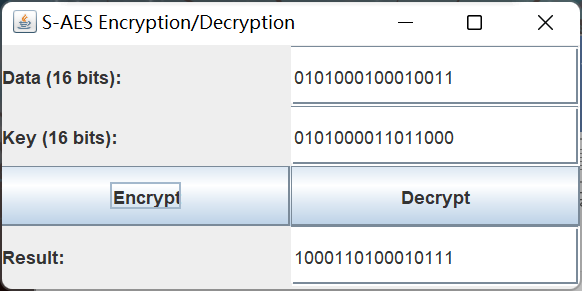 S-AES Encryption/Decryption
Data (16 bits): 0101000100010011
Key (16 bits): 0101000011011000
Encrypt Decrypt
Result: 1000110100010111